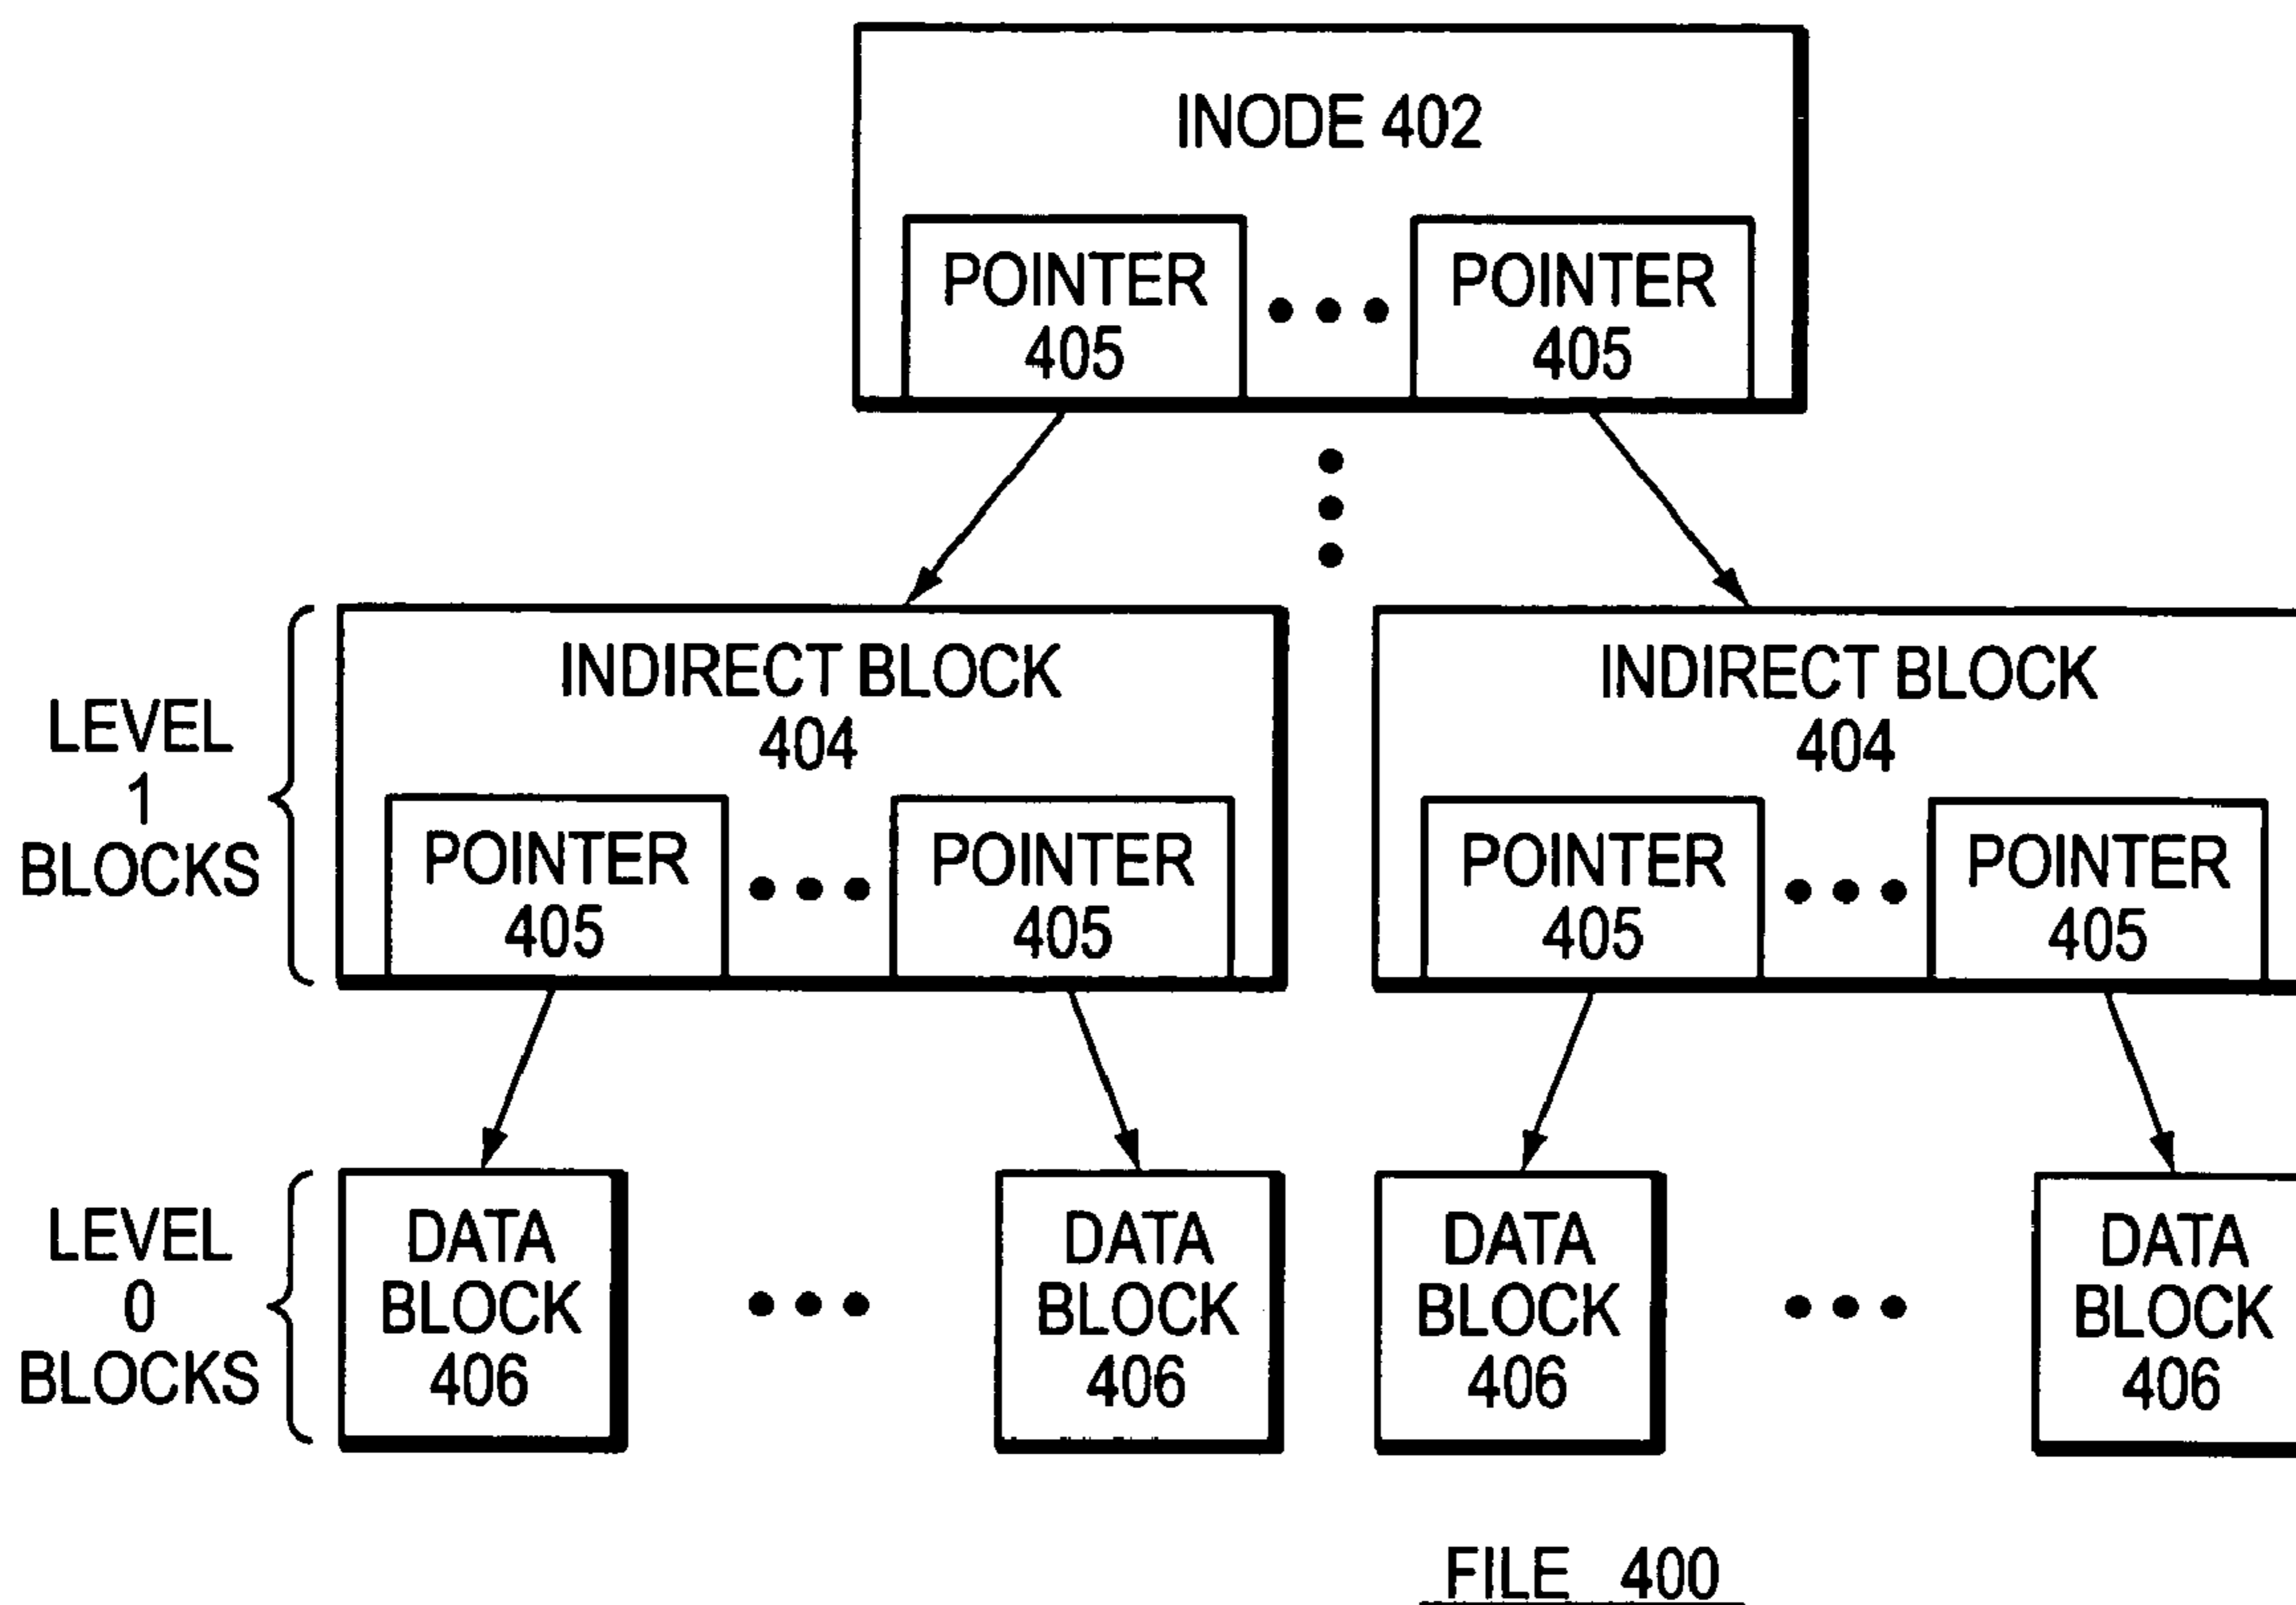 INODE 402
POINTER POINTER
405 405
INDIRECT BLOCK INDIRECT BLOCK
404 404
LEVEL
1
BLOCKS
POINTER POINTER POINTER POINTER
405 405 405 405
LEVEL
0
BLOCKS
DATA DATA DATA DATA
BLOCK BLOCK BLOCK BLOCK
406 406 406 406
FILE 400